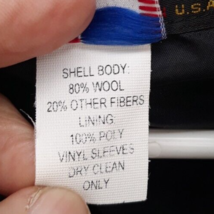 U.S.A
SHELL BODY:
80% WOOL
20% OTHER FIBERS
LINING:
100% POLY
VINYL SLEEVES
DRY CLEAN
ONLY